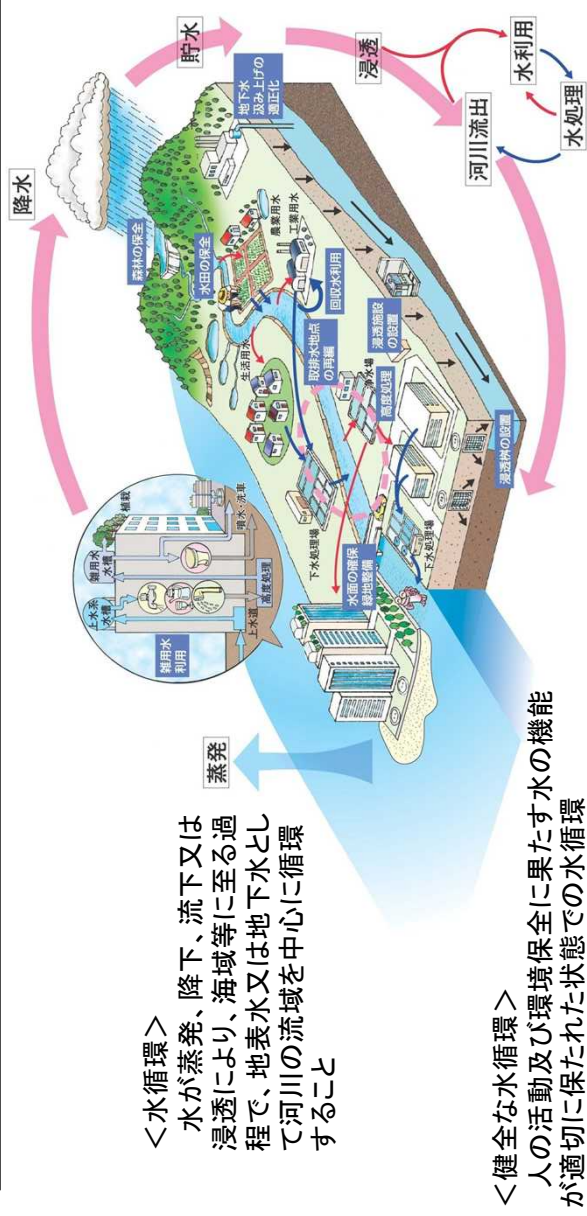 ＜水循環＞
水が蒸発、降下、流下又は
浸透により、海域等に至る過
程で、地表水又は地下水とし
て河川の流域を中心に循環
すること
＜健全な水循環＞
人の活動及び環境保全に果たす水の機能
が適切に保たれた状態での水循環
蒸発
降水
貯水
浸透
河川流出
水利用
水処理
雑用水
利用
上水系
水槽
雑用水
水槽
植栽
噴水・洗車
上水道
高度処理
森林の保全
水田の保全
地下水
汲み上げの
適正化
農業用水
工業用水
回収水利用
生活用水
取排水地点
の再編
浄水場
高度処理
浸透施設
の設置
下水処理場
水面の確保
緑地整備
下水処理場
浸透桝の設置